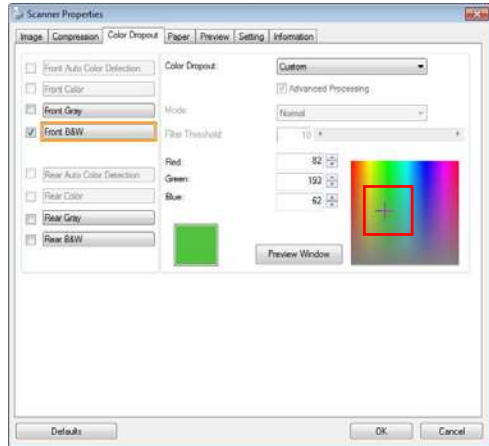 Scanner Properties
Image Compression Color Dropout Paper Preview Setting Information
Front Auto Color Detection
Front Color
Front Gray
Front B&W
Rear Auto Color Detection
Rear Color
Rear Gray
Rear B&W
Color Dropout: Custom
Advanced Processing
Mode: Normal
Filter Threshold: 10
Red: 82
Green: 193
Blue: 62
Preview Window
Defaults OK Cancel